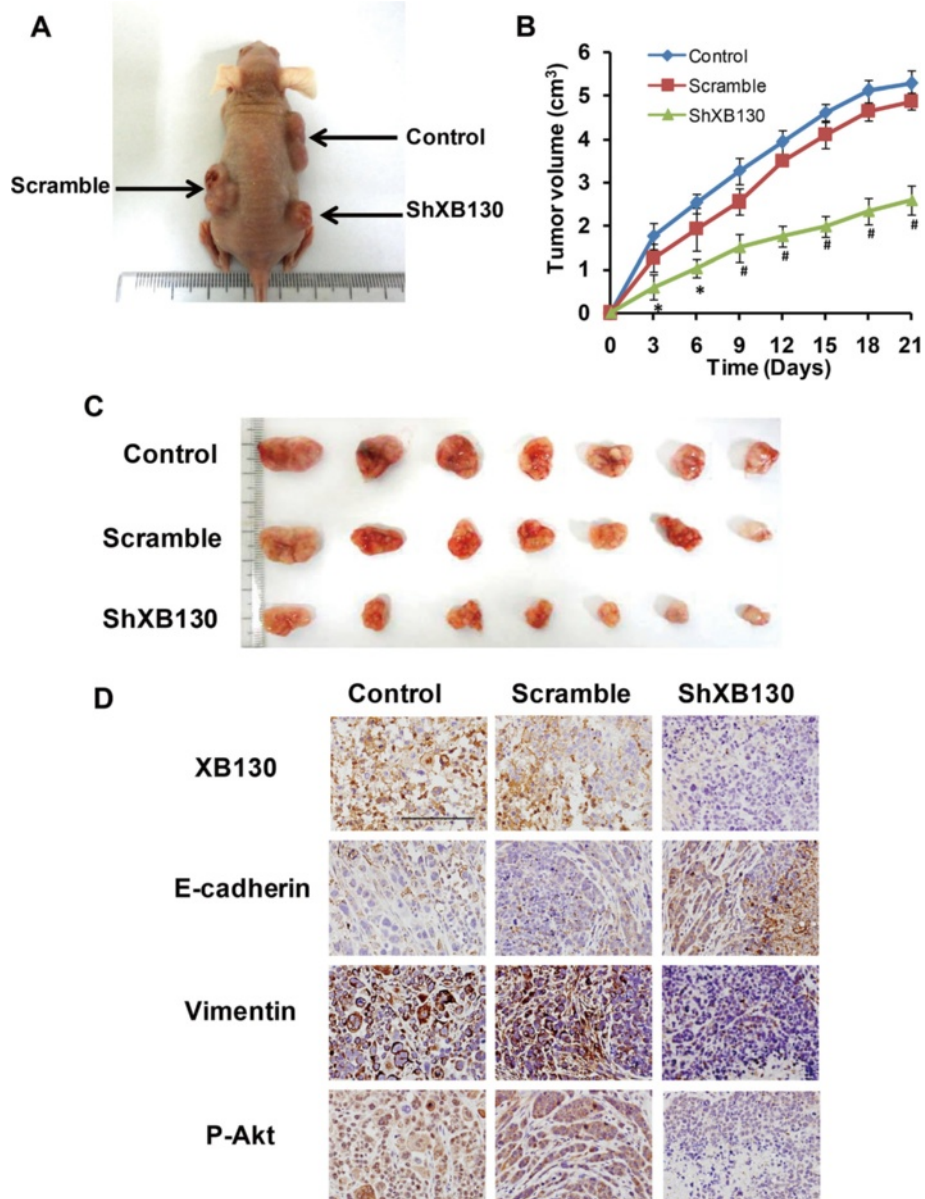 A
Control
Scramble
ShXB130
B
Tumor volume (cm³)
6
5
4
3
2
1
0
Control
Scramble
ShXB130
*
*
#
#
#
#
#
0 3 6 9 12 15 18 21
Time (Days)
C
Control
Scramble
ShXB130
D
Control Scramble ShXB130
XB130
E-cadherin
Vimentin
P-Akt